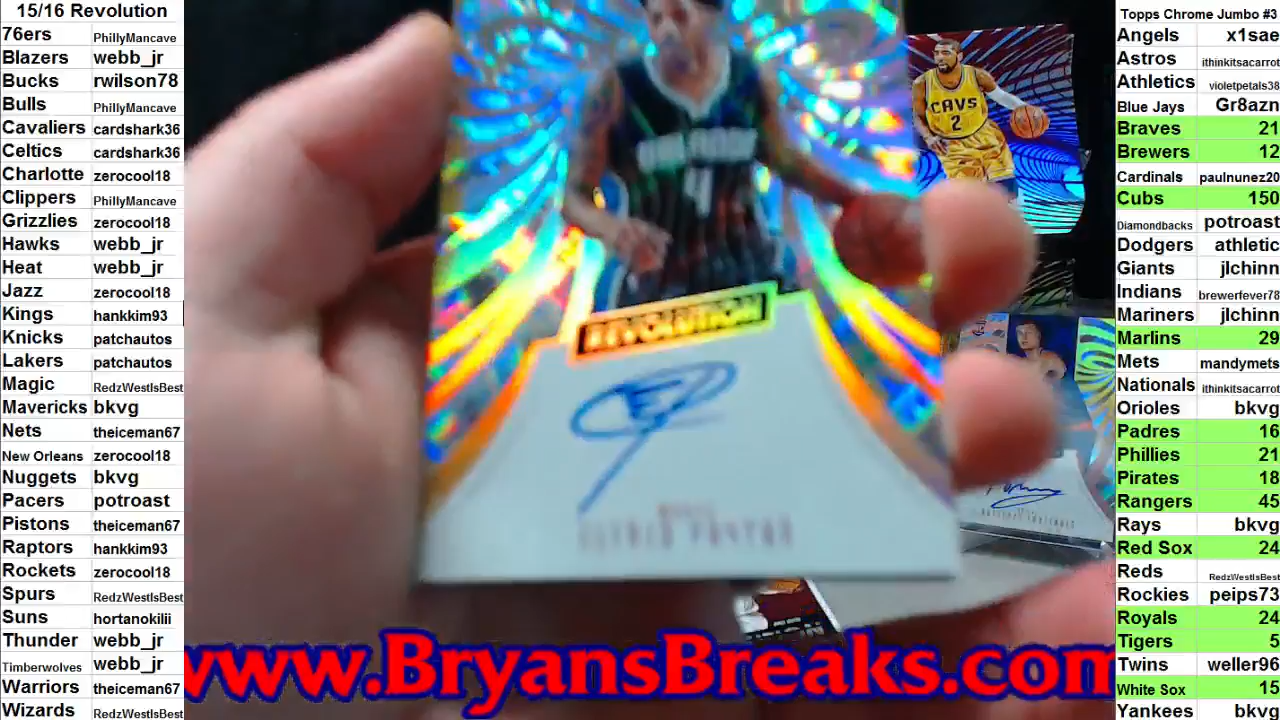 15/16 Revolution
76ers PhillyMancave
Blazers webb_jr
Bucks rwilson78
Bulls PhillyMancave
Cavaliers cardshark36
Celtics cardshark36
Charlotte zerocool18
Clippers PhillyMancave
Grizzlies zerocool18
Hawks webb_jr
Heat webb_jr
Jazz zerocool18
Kings hankkim93
Knicks patchautos
Lakers patchautos
Magic RedzWestIsBest
Mavericks bkvg
Nets theiceman67
New Orleans zerocool18
Nuggets bkvg
Pacers potroast
Pistons theiceman67
Raptors hankkim93
Rockets zerocool18
Spurs RedzWestIsBest
Suns hortanokilii
Thunder webb_jr
Timberwolves webb_jr
Warriors theiceman67
Wizards RedzWestIsBest
CAVS
2
REVOLUTION
www.BryansBreaks.com
Topps Chrome Jumbo #3
Angels x1sae
Astros ithinkitsacarrot
Athletics violetpetals38
Blue Jays Gr8azn
Braves 21
Brewers 12
Cardinals paulnunez20
Cubs 150
Diamondbacks potroast
Dodgers athletic
Giants jlchinn
Indians brewerfever78
Mariners jlchinn
Marlins 29
Mets mandymets
Nationals ithinkitsacarrot
Orioles bkvg
Padres 16
Phillies 21
Pirates 18
Rangers 45
Rays bkvg
Red Sox 24
Reds RedzWestIsBest
Rockies peips73
Royals 24
Tigers 5
Twins weller96
White Sox 15
Yankees bkvg